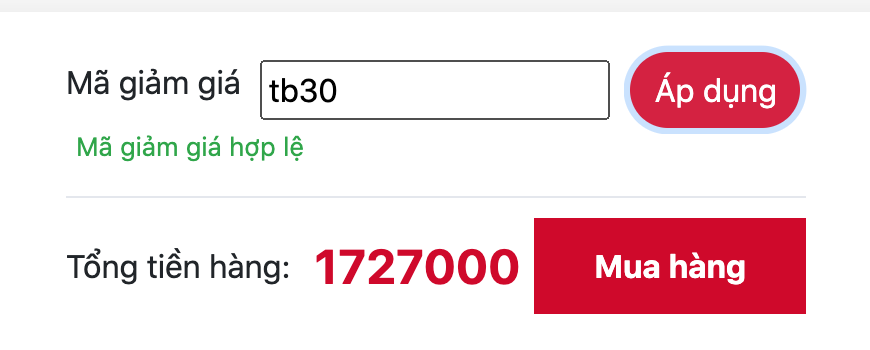 Mã giảm giá tb30 Áp dụng
Mã giảm giá hợp lệ
Tổng tiền hàng: 1727000 Mua hàng